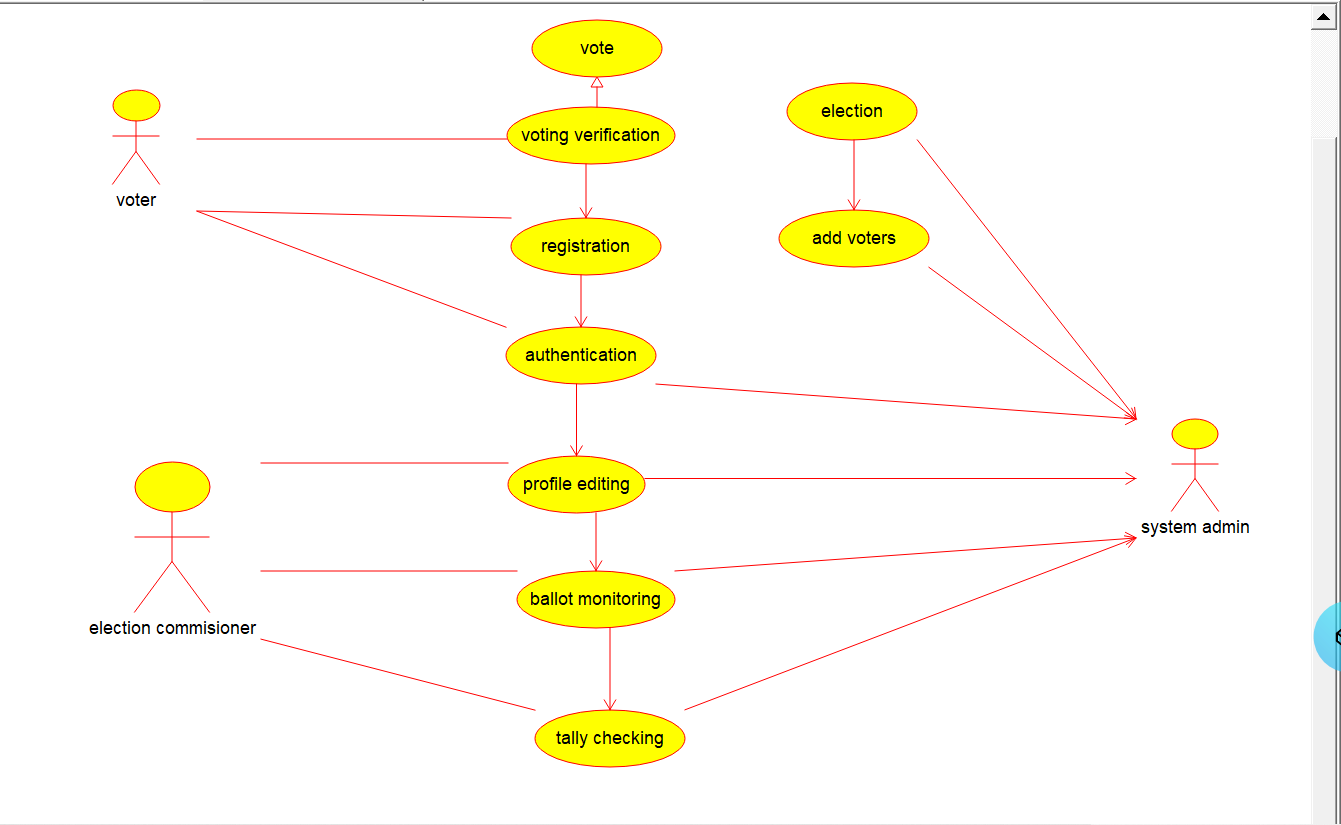 vote
election
voting verification
voter
add voters
registration
authentication
profile editing
system admin
ballot monitoring
election commisioner
tally checking